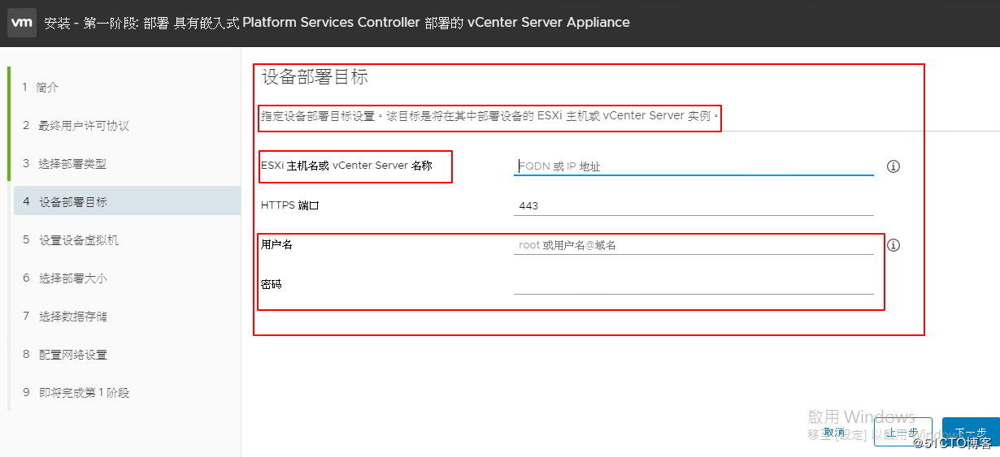 vm 安装 - 第一阶段: 部署 具有嵌入式 Platform Services Controller 部署的 vCenter Server Appliance
1 简介
2 最终用户许可协议
3 选择部署类型
4 设备部署目标
5 设置设备虚拟机
6 选择部署大小
7 选择数据存储
8 配置网络设置
9 即将完成第 1 阶段
设备部署目标
指定设备部署目标设置。该目标是将在其中部署设备的 ESXi 主机或 vCenter Server 实例。
ESXi 主机名或 vCenter Server 名称 FQDN 或 IP 地址
HTTPS 端口 443
用户名 root 或用户名@域名
密码
啟用 Windows
移至 [設定] 以啟用 Windows
取消 上一步 下一步
@51CTO博客